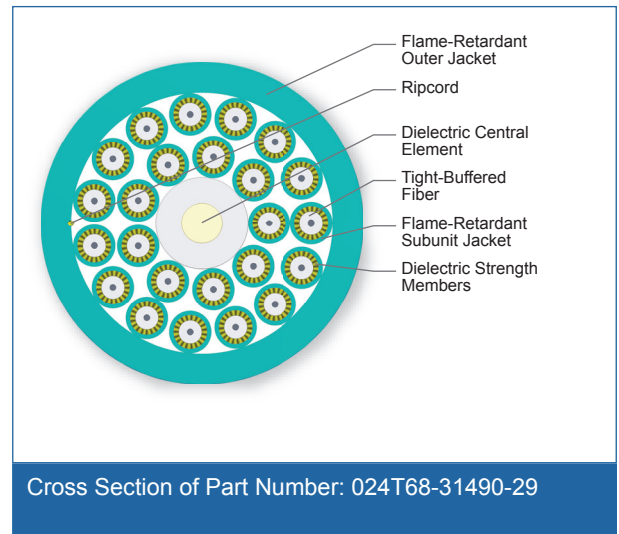 Flame-Retardant
Outer Jacket
Ripcord
Dielectric Central
Element
Tight-Buffered
Fiber
Flame-Retardant
Subunit Jacket
Dielectric Strength
Members
Cross Section of Part Number: 024T68-31490-29